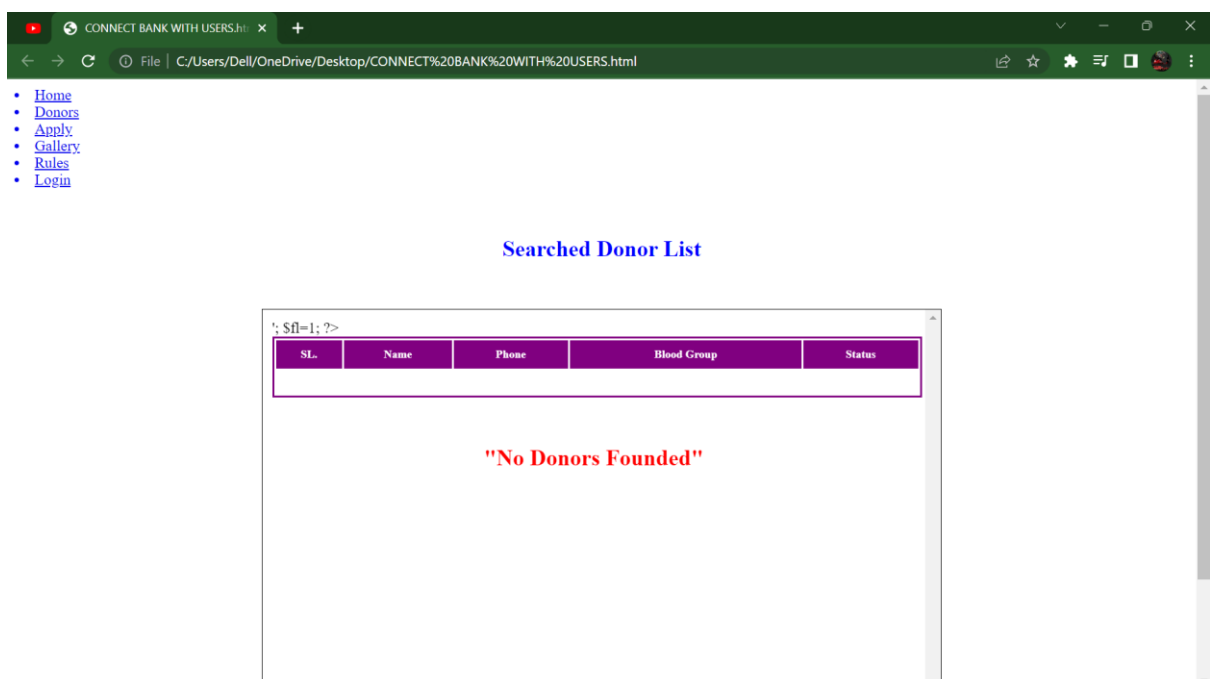 CONNECT BANK WITH USERS.ht
File | C:/Users/Dell/OneDrive/Desktop/CONNECT%20BANK%20WITH%20USERS.html
• Home
• Donors
• Apply
• Gallery
• Rules
• Login
Searched Donor List
'; $fl=1; ?>
SL. Name Phone Blood Group Status
"No Donors Founded"